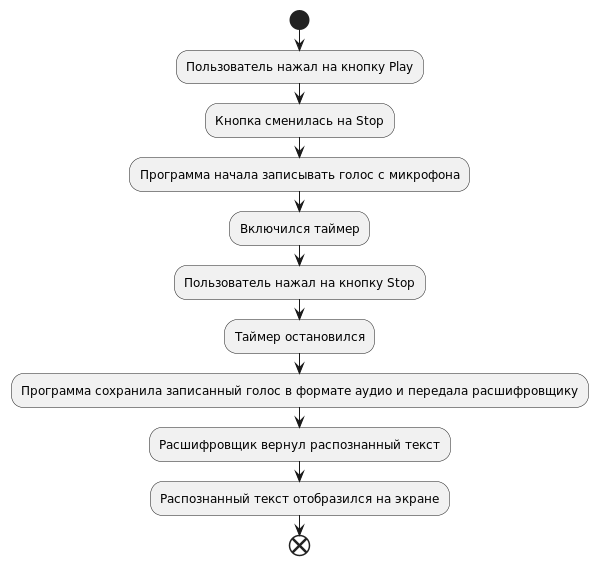 Пользователь нажал на кнопку Play
Кнопка сменилась на Stop
Программа начала записывать голос с микрофона
Включился таймер
Пользователь нажал на кнопку Stop
Таймер остановился
Программа сохранила записанный голос в формате аудио и передала расшифровщику
Расшифровщик вернул распознанный текст
Распознанный текст отобразился на экране